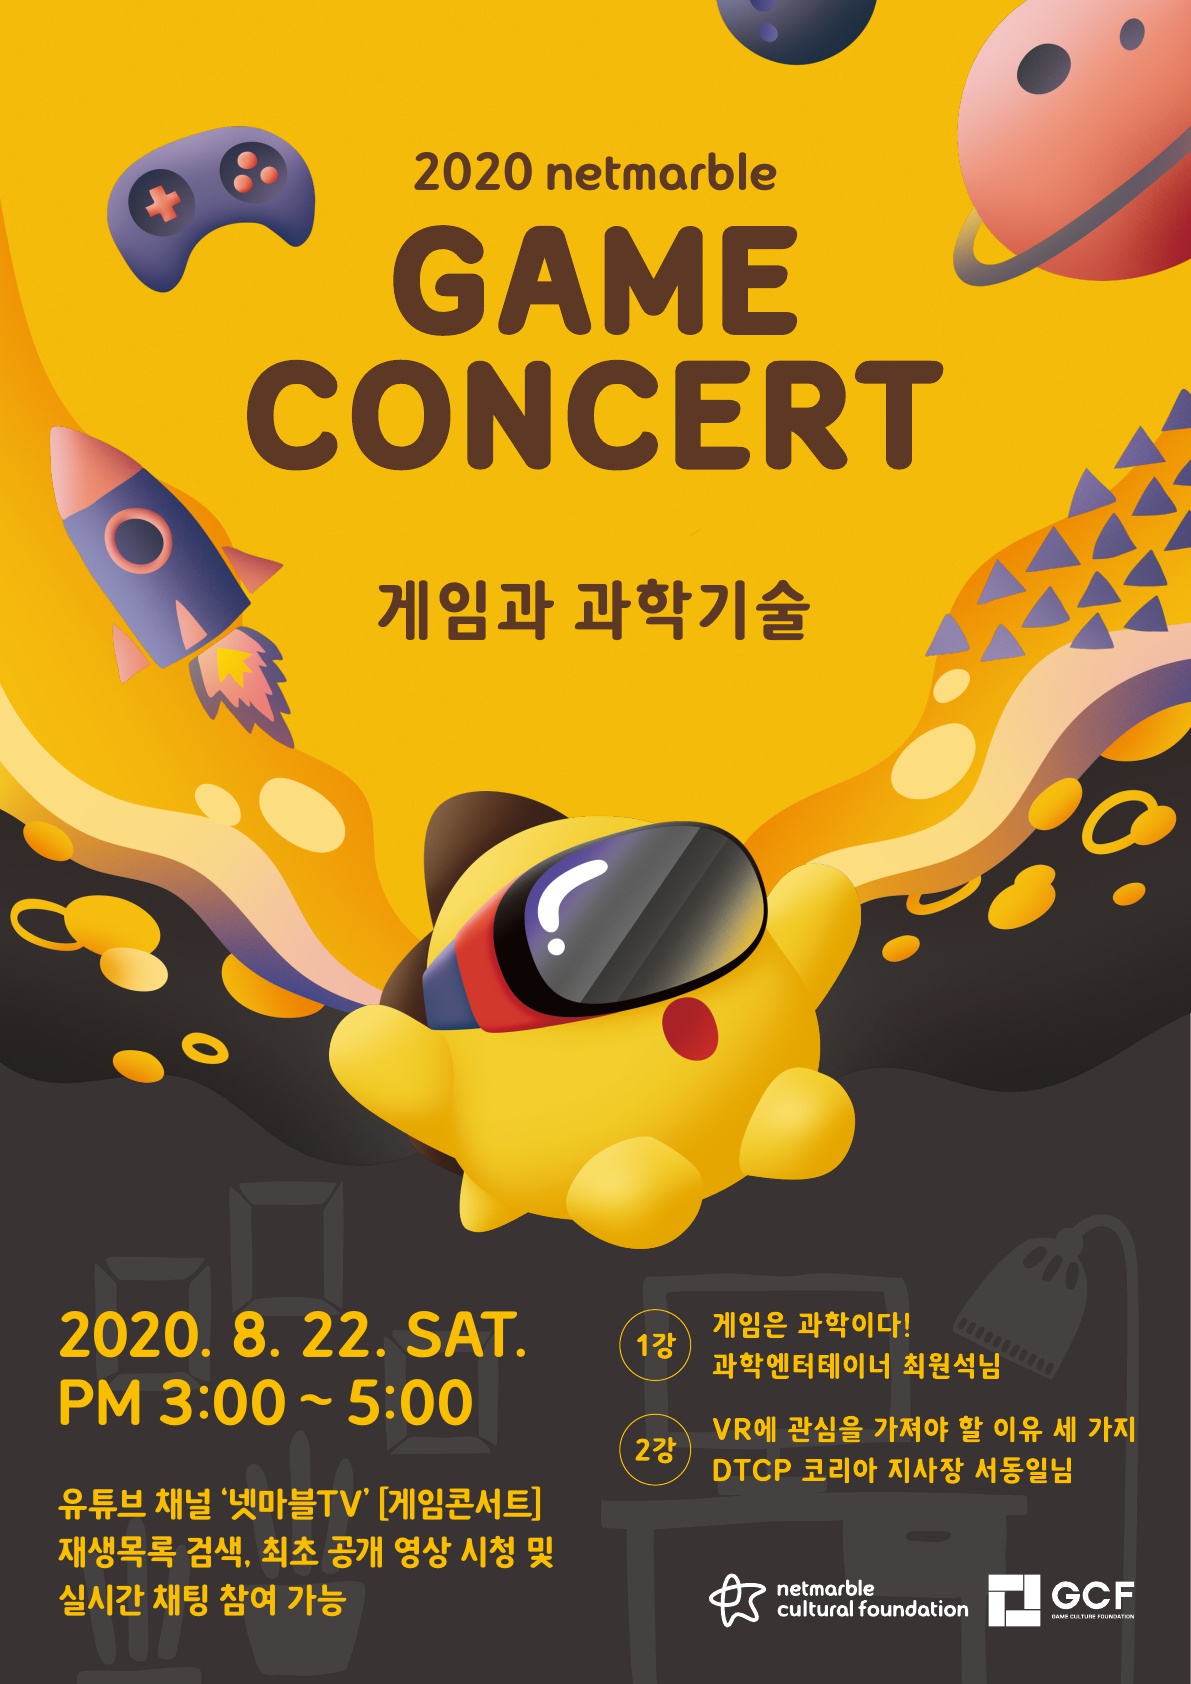 2020 netmarble
GAME
CONCERT
게임과 과학기술
2020. 8. 22. SAT.
PM 3:00 ~ 5:00
유튜브 채널 ‘넷마블TV’ [게임콘서트]
재생목록 검색, 최초 공개 영상 시청 및
실시간 채팅 참여 가능
1강
게임은 과학이다!
과학엔터테이너 최원석님
2강
VR에 관심을 가져야 할 이유 세 가지
DTCP 코리아 지사장 서동일님
netmarble
cultural foundation
GCF
GAME CULTURE FOUNDATION